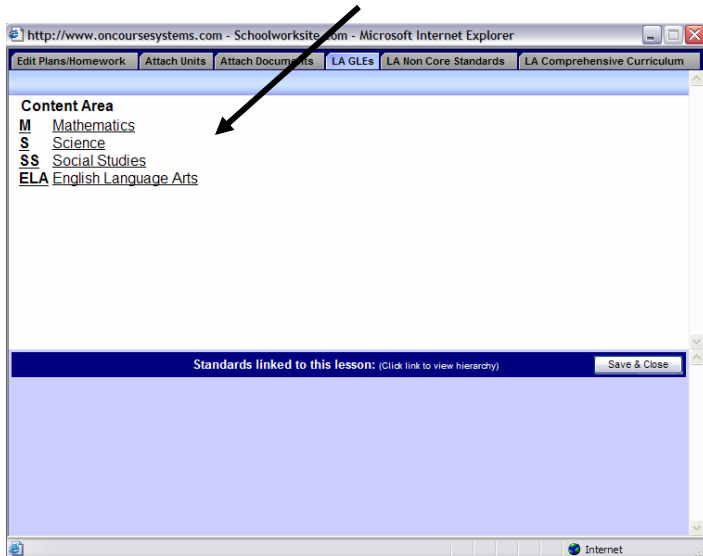 http://www.oncoursesystems.com - Schoolworksite.com - Microsoft Internet Explorer
Edit Plans/Homework Attach Units Attach Documents LA GLEs LA Non Core Standards LA Comprehensive Curriculum
Content Area
M Mathematics
S Science
SS Social Studies
ELA English Language Arts
Standards linked to this lesson: (Click link to view hierarchy) Save & Close
Internet